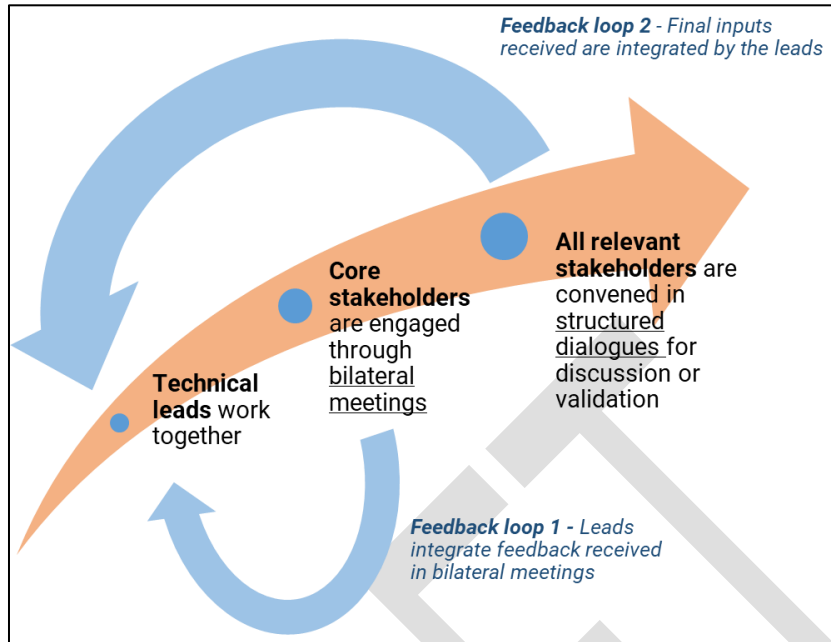 Feedback loop 2 - Final inputs
received are integrated by the leads
All relevant
stakeholders are
convened in
structured
dialogues for
discussion or
validation
Core
stakeholders
are engaged
through
bilateral
meetings
Technical
leads work
together
Feedback loop 1 - Leads
integrate feedback received
in bilateral meetings